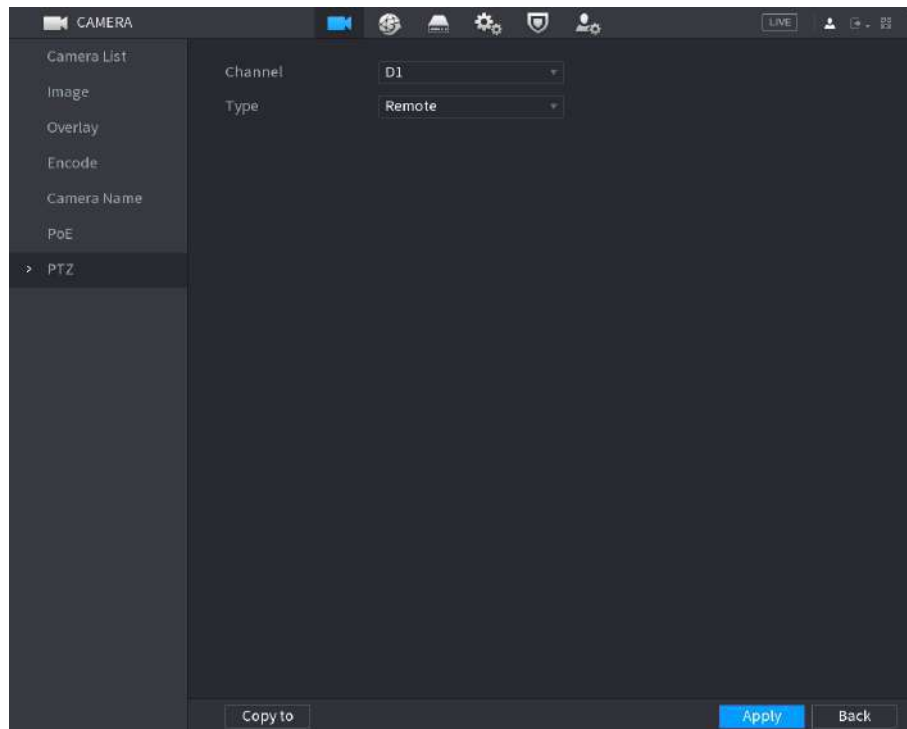 CAMERA
LIVE
Camera List
Image
Overlay
Encode
Camera Name
PoE
> PTZ
Channel D1
Type Remote
Copy to
Apply
Back